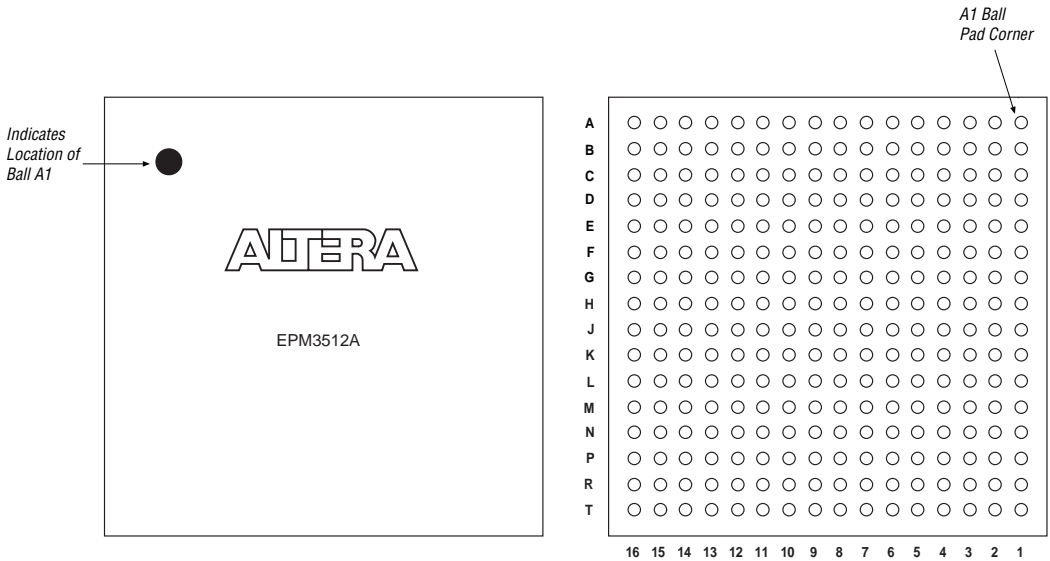 A1 Ball
Pad Corner
Indicates
Location of
Ball A1
ALTERA
EPM3512A
A
B
C
D
E
F
G
H
J
K
L
M
N
P
R
T
16 15 14 13 12 11 10 9 8 7 6 5 4 3 2 1